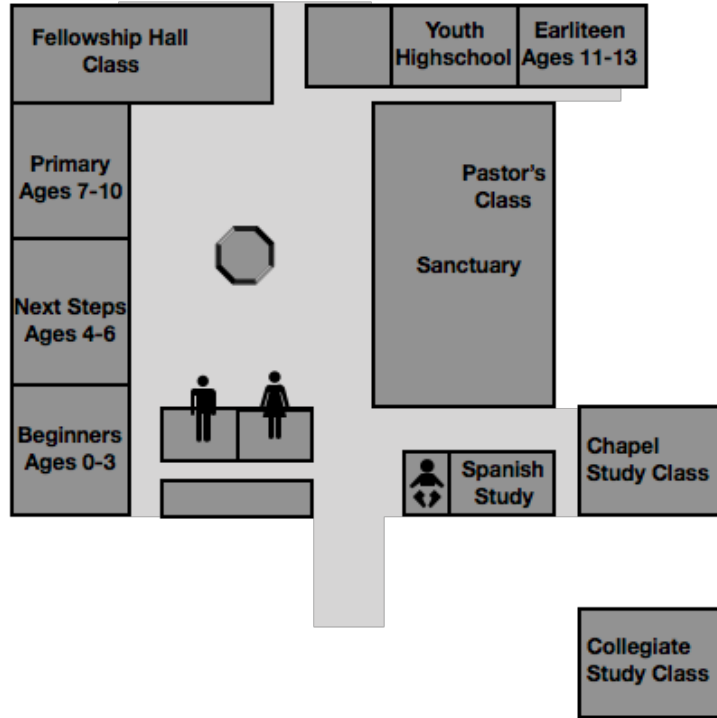 Fellowship Hall
Class
Youth
Highschool
Earliteen
Ages 11-13
Primary
Ages 7-10
Pastor's
Class
Sanctuary
Next Steps
Ages 4-6
Beginners
Ages 0-3
Spanish
Study
Chapel
Study Class
Collegiate
Study Class